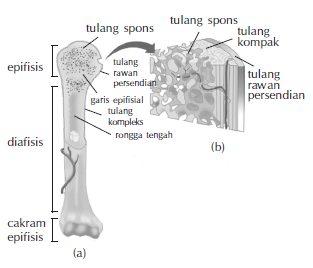 tulang spons
epifisis
tulang
rawan
persendian
garis epifisial
tulang
kompleks
rongga tengah
diafisis
cakram
epifisis
(a)
tulang spons
tulang
kompak
tulang
rawan
persendian
(b)